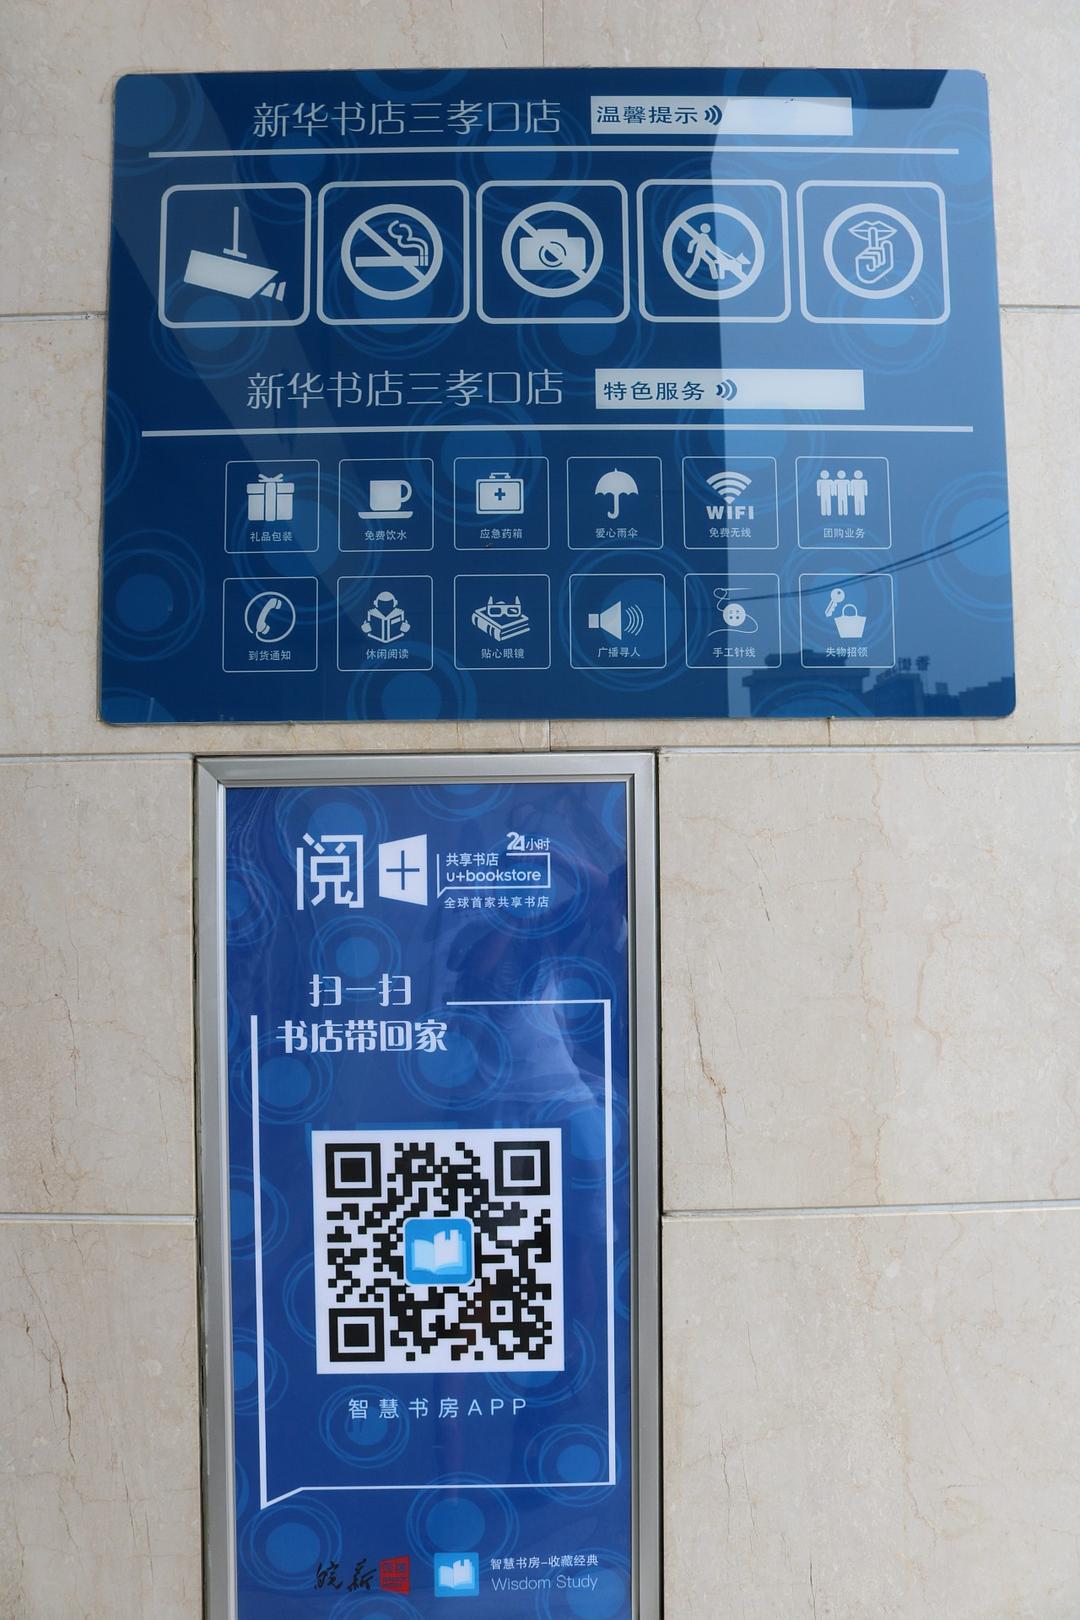 新华书店三孝口店 温馨提示
新华书店三孝口店 特色服务
礼品包装 免费饮水 应急药箱 爱心雨伞 WIFI 免费无线 团购业务
到货通知 休闲阅读 贴心眼镜 广播寻人 手工针线 失物招领
阅+
24小时
共享书店
u+bookstore
全球首家共享书店
扫一扫
书店带回家
智慧书房APP
皖新
智慧书房-收藏经典
Wisdom Study